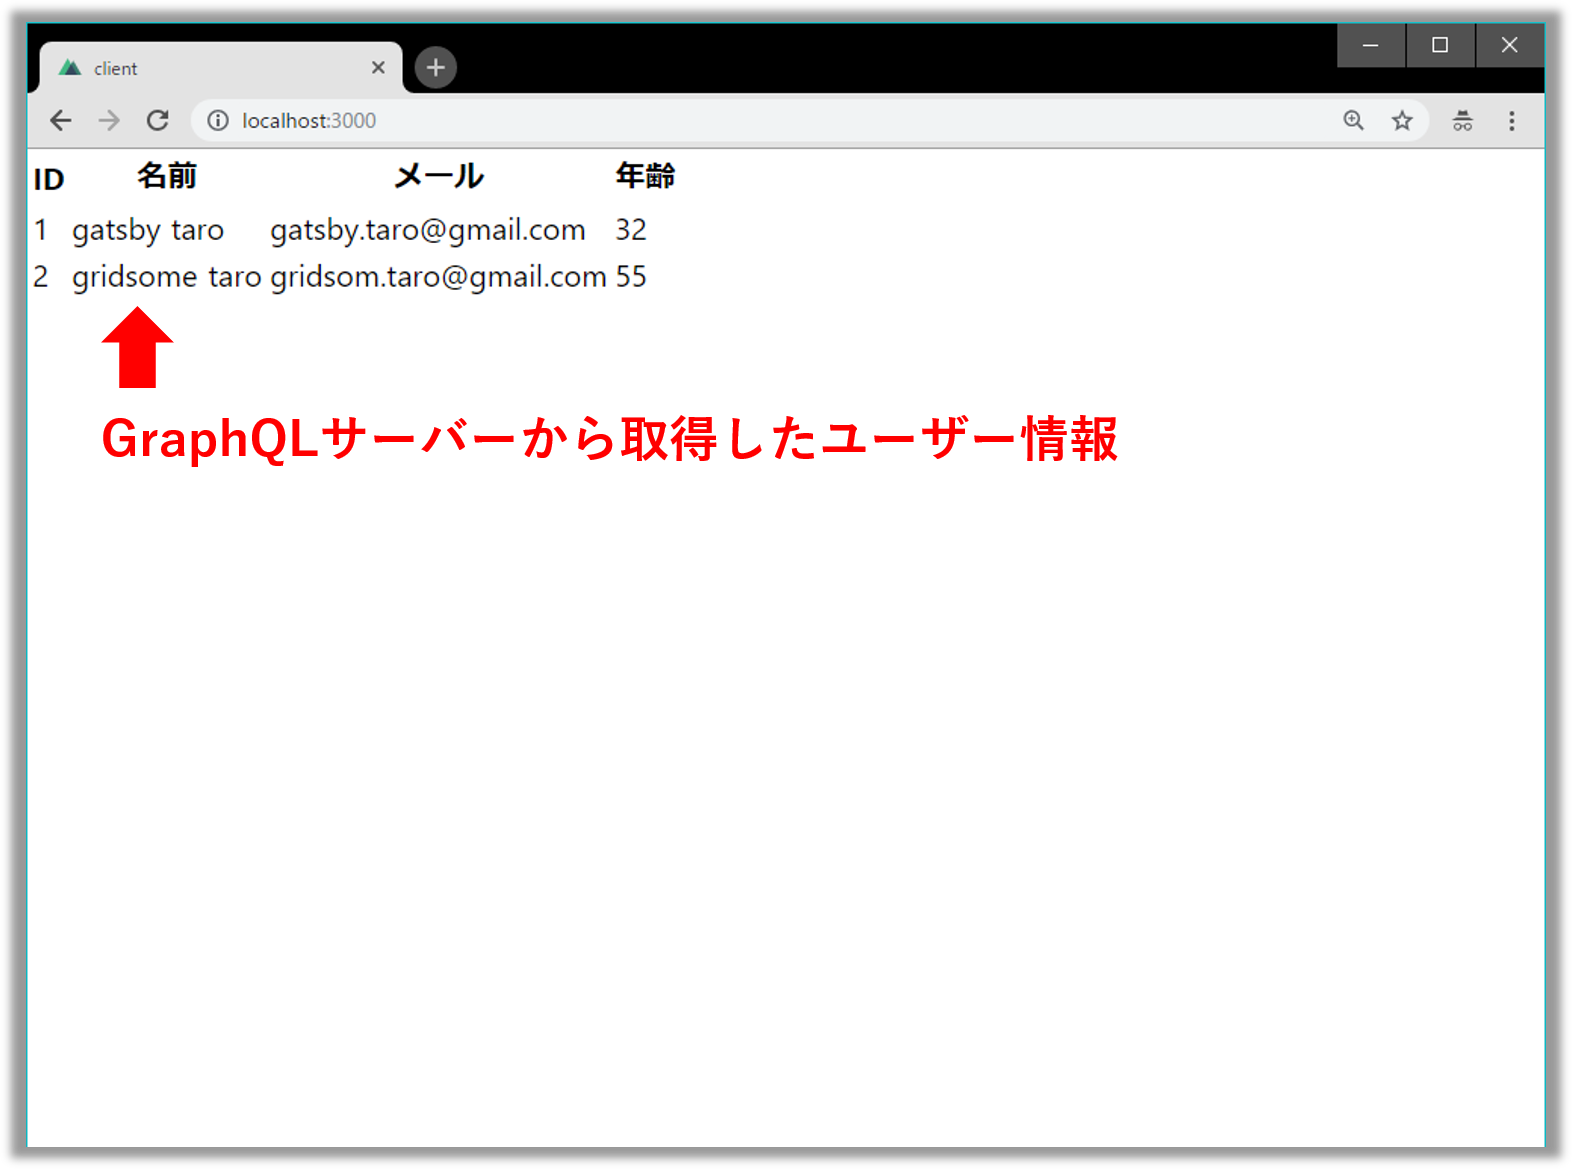 client
localhost:3000
ID 名前 メール 年齢
1 gatsby taro gatsby.taro@gmail.com 32
2 gridsome taro gridsom.taro@gmail.com 55
GraphQLサーバーから取得したユーザー情報